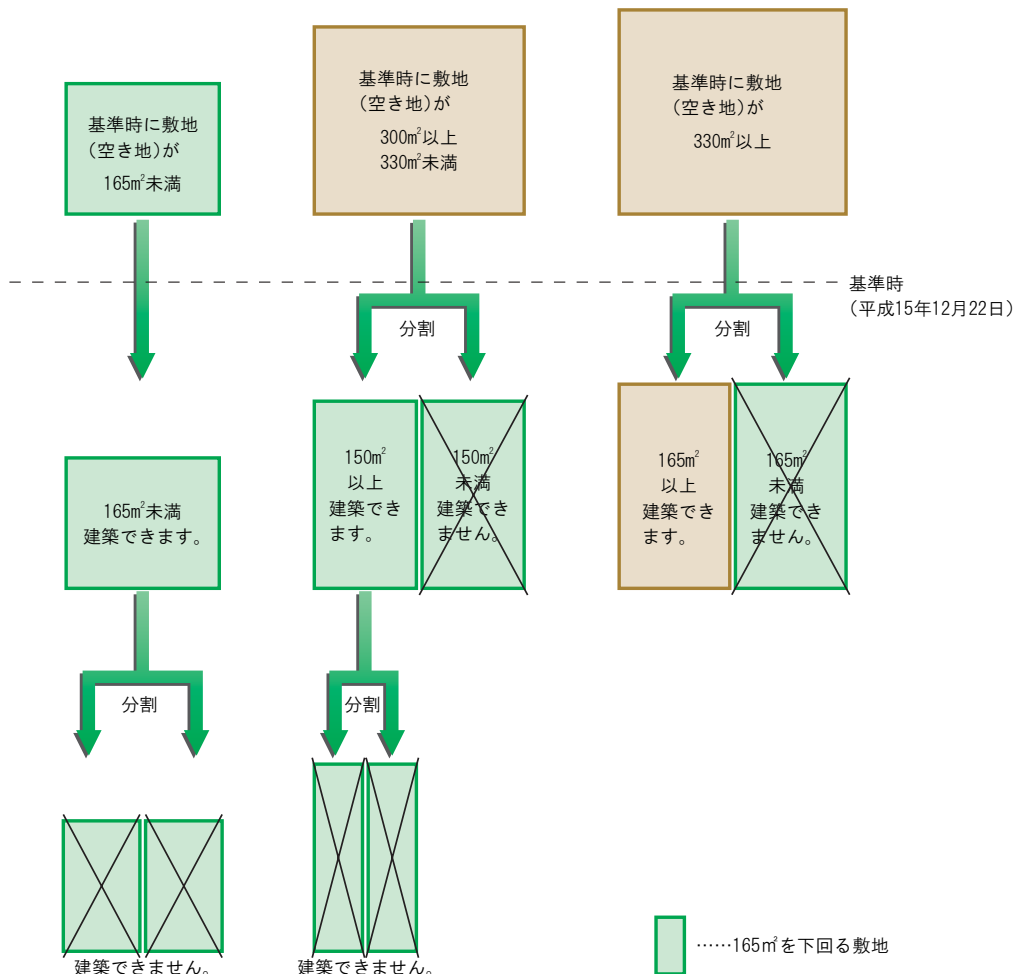 基準時に敷地
(空き地)が
165㎡未満
基準時に敷地
(空き地)が
300㎡以上
330㎡未満
基準時に敷地
(空き地)が
330㎡以上
基準時
(平成15年12月22日)
分割
分割
165㎡未満
建築できます。
150㎡
以上
建築でき
ます。
150㎡
未満
建築でき
ません。
165㎡
以上
建築でき
ます。
165㎡
未満
建築でき
ません。
分割
分割
建築できません。
建築できません。
……165㎡を下回る敷地